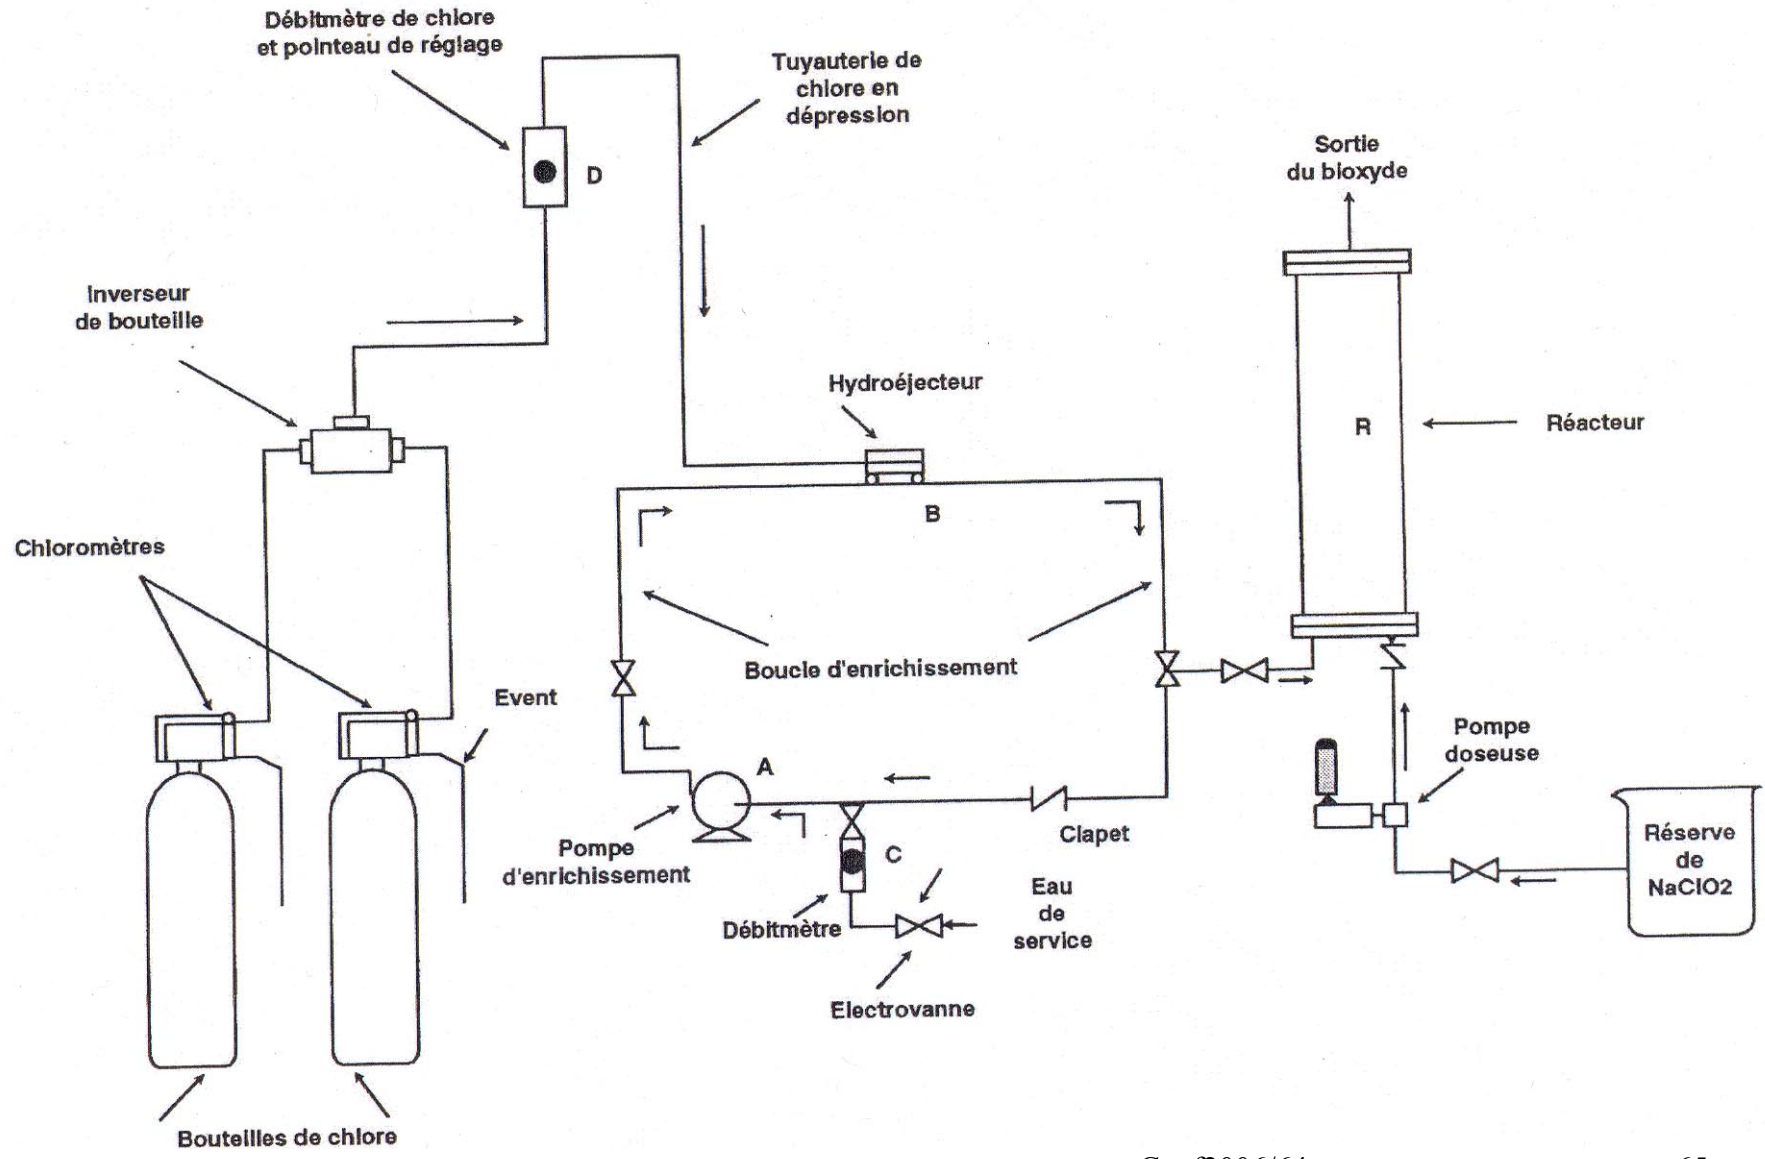 Débitmètre de chlore
et pointeau de réglage
Tuyauterie de
chlore en
dépression
D
Sortie
du bioxyde
Inverseur
de bouteille
Hydroéjecteur
R
Réacteur
B
Chloromètres
Boucle d'enrichissement
Event
Pompe
doseuse
A
Clapet
Pompe
d'enrichissement
C
Réserve
de
NaClO2
Eau
de
service
Débitmètre
Electrovanne
Bouteilles de chlore